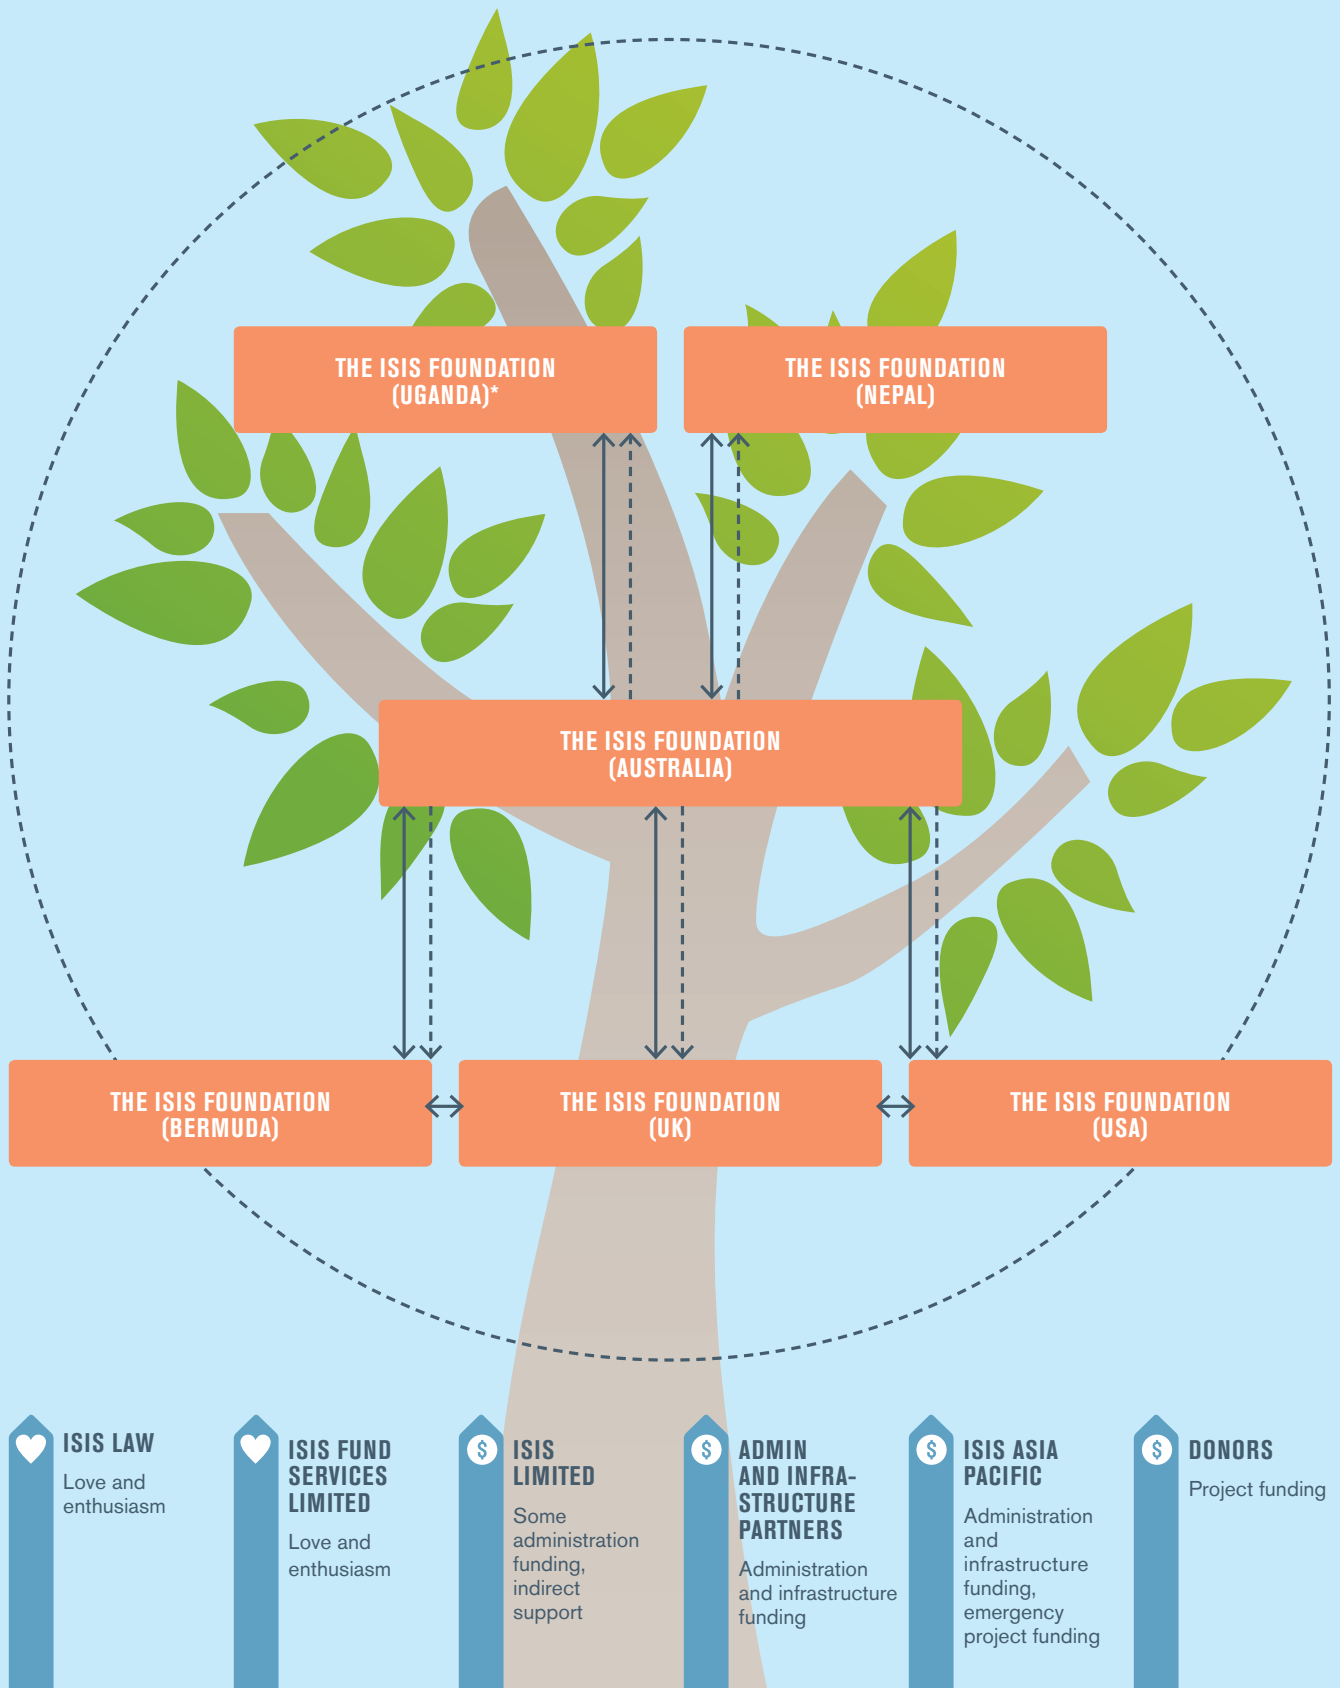 THE ISIS FOUNDATION
(UGANDA)*
THE ISIS FOUNDATION
(NEPAL)
THE ISIS FOUNDATION
(AUSTRALIA)
THE ISIS FOUNDATION
(BERMUDA)
THE ISIS FOUNDATION
(UK)
THE ISIS FOUNDATION
(USA)
ISIS LAW
Love and
enthusiasm
ISIS FUND
SERVICES
LIMITED
Love and
enthusiasm
$
ISIS
LIMITED
Some
administration
funding,
indirect
support
$
ADMIN
AND INFRA-
STRUCTURE
PARTNERS
Administration
and infrastructure
funding
$
ISIS ASIA
PACIFIC
Administration
and
infrastructure
funding,
emergency
project funding
$
DONORS
Project funding